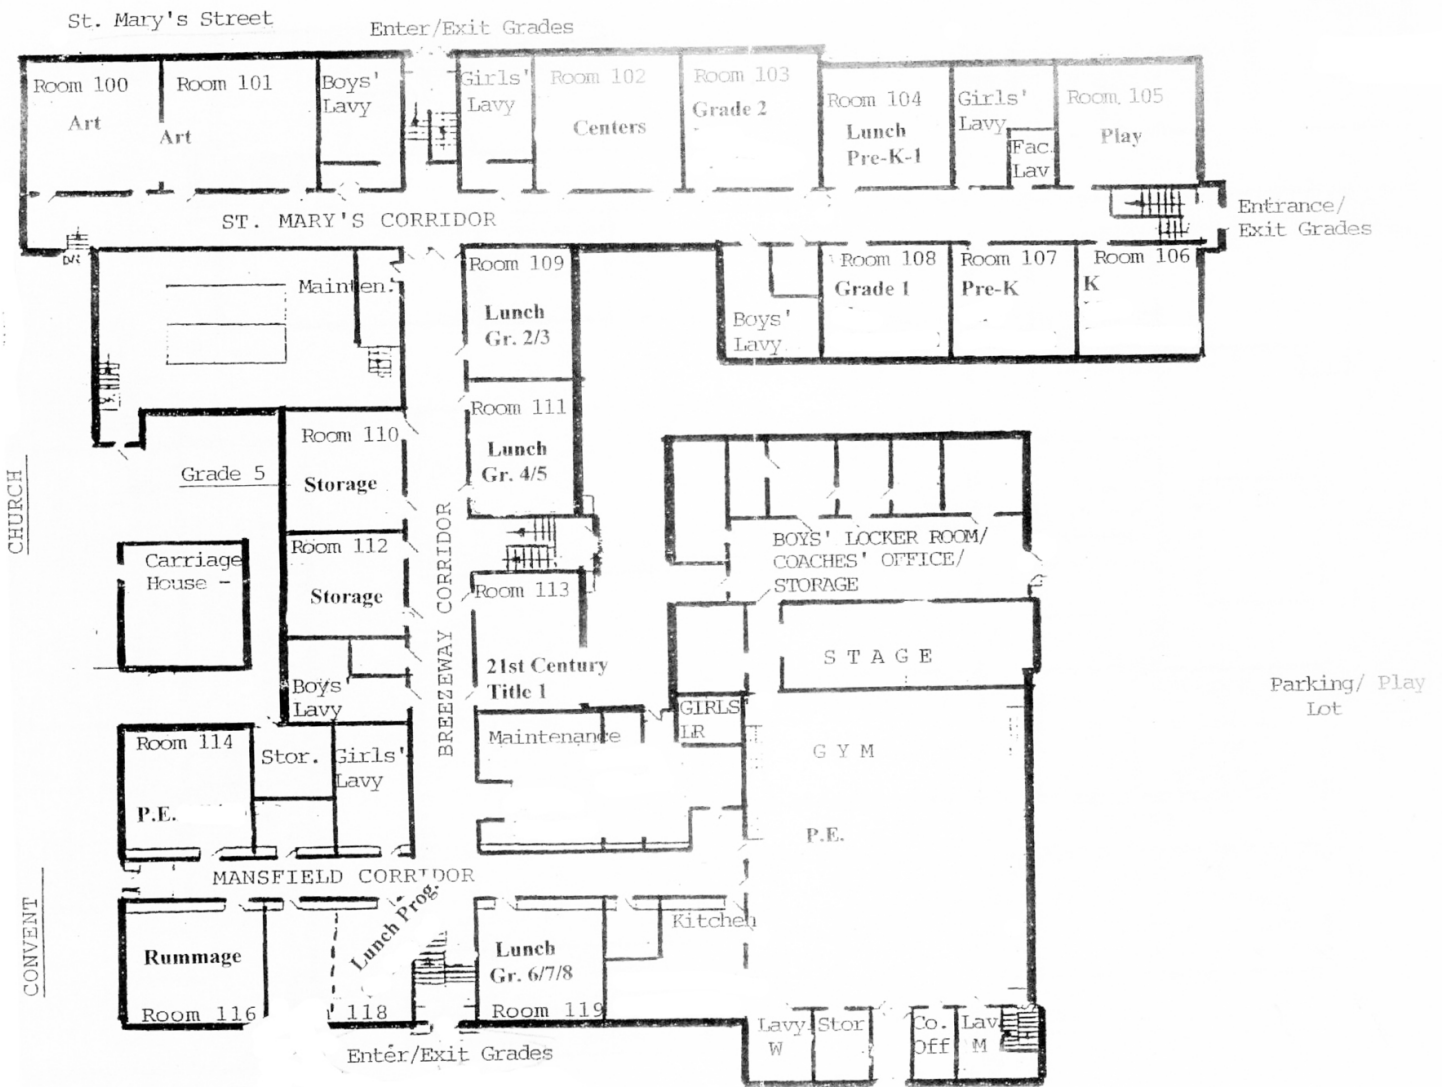 St. Mary's Street
Enter/Exit Grades
Room 100
Art
Room 101
Art
Boys'
Lavy
Girls'
Lavy
Room 102
Centers
Room 103
Grade 2
Room 104
Lunch
Pre-K-1
Girls'
Lavy
Fac.
Lav
Room 105
Play
ST. MARY'S CORRIDOR
Entrance/
Exit Grades
Mainten.
Room 109
Lunch
Gr. 2/3
Boys'
Lavy
Room 108
Grade 1
Room 107
Pre-K
Room 106
K
Room 111
Lunch
Gr. 4/5
Room 110
Storage
Grade 5
CHURCH
Carriage
House -
Room 112
Storage
BREEZEWAY CORRIDOR
Room 113
21st Century
Title 1
BOYS' LOCKER ROOM/
COACHES' OFFICE/
STORAGE
STAGE
Boys'
Lavy
Parking/ Play
Lot
GIRLS
LR
Room 114
P.E.
Stor.
Girls'
Lavy
Maintenance
GYM
P.E.
MANSFIELD CORRIDOR
CONVENT
Rummage
Room 116
Lunch Prog.
118
Lunch
Gr. 6/7/8
Room 119
Kitchen
Enter/Exit Grades
Lavy
W
Stor
Co.
Off
Lav
M